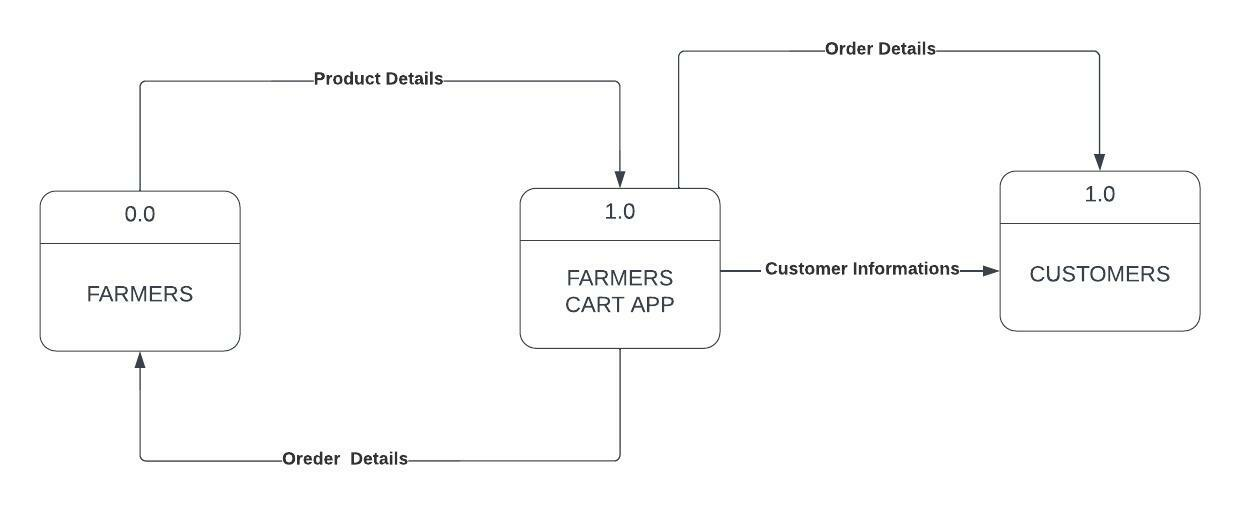 Order Details
Product Details
0.0
1.0
1.0
FARMERS
FARMERS
CART APP
Customer Informations
CUSTOMERS
Oreder  Details